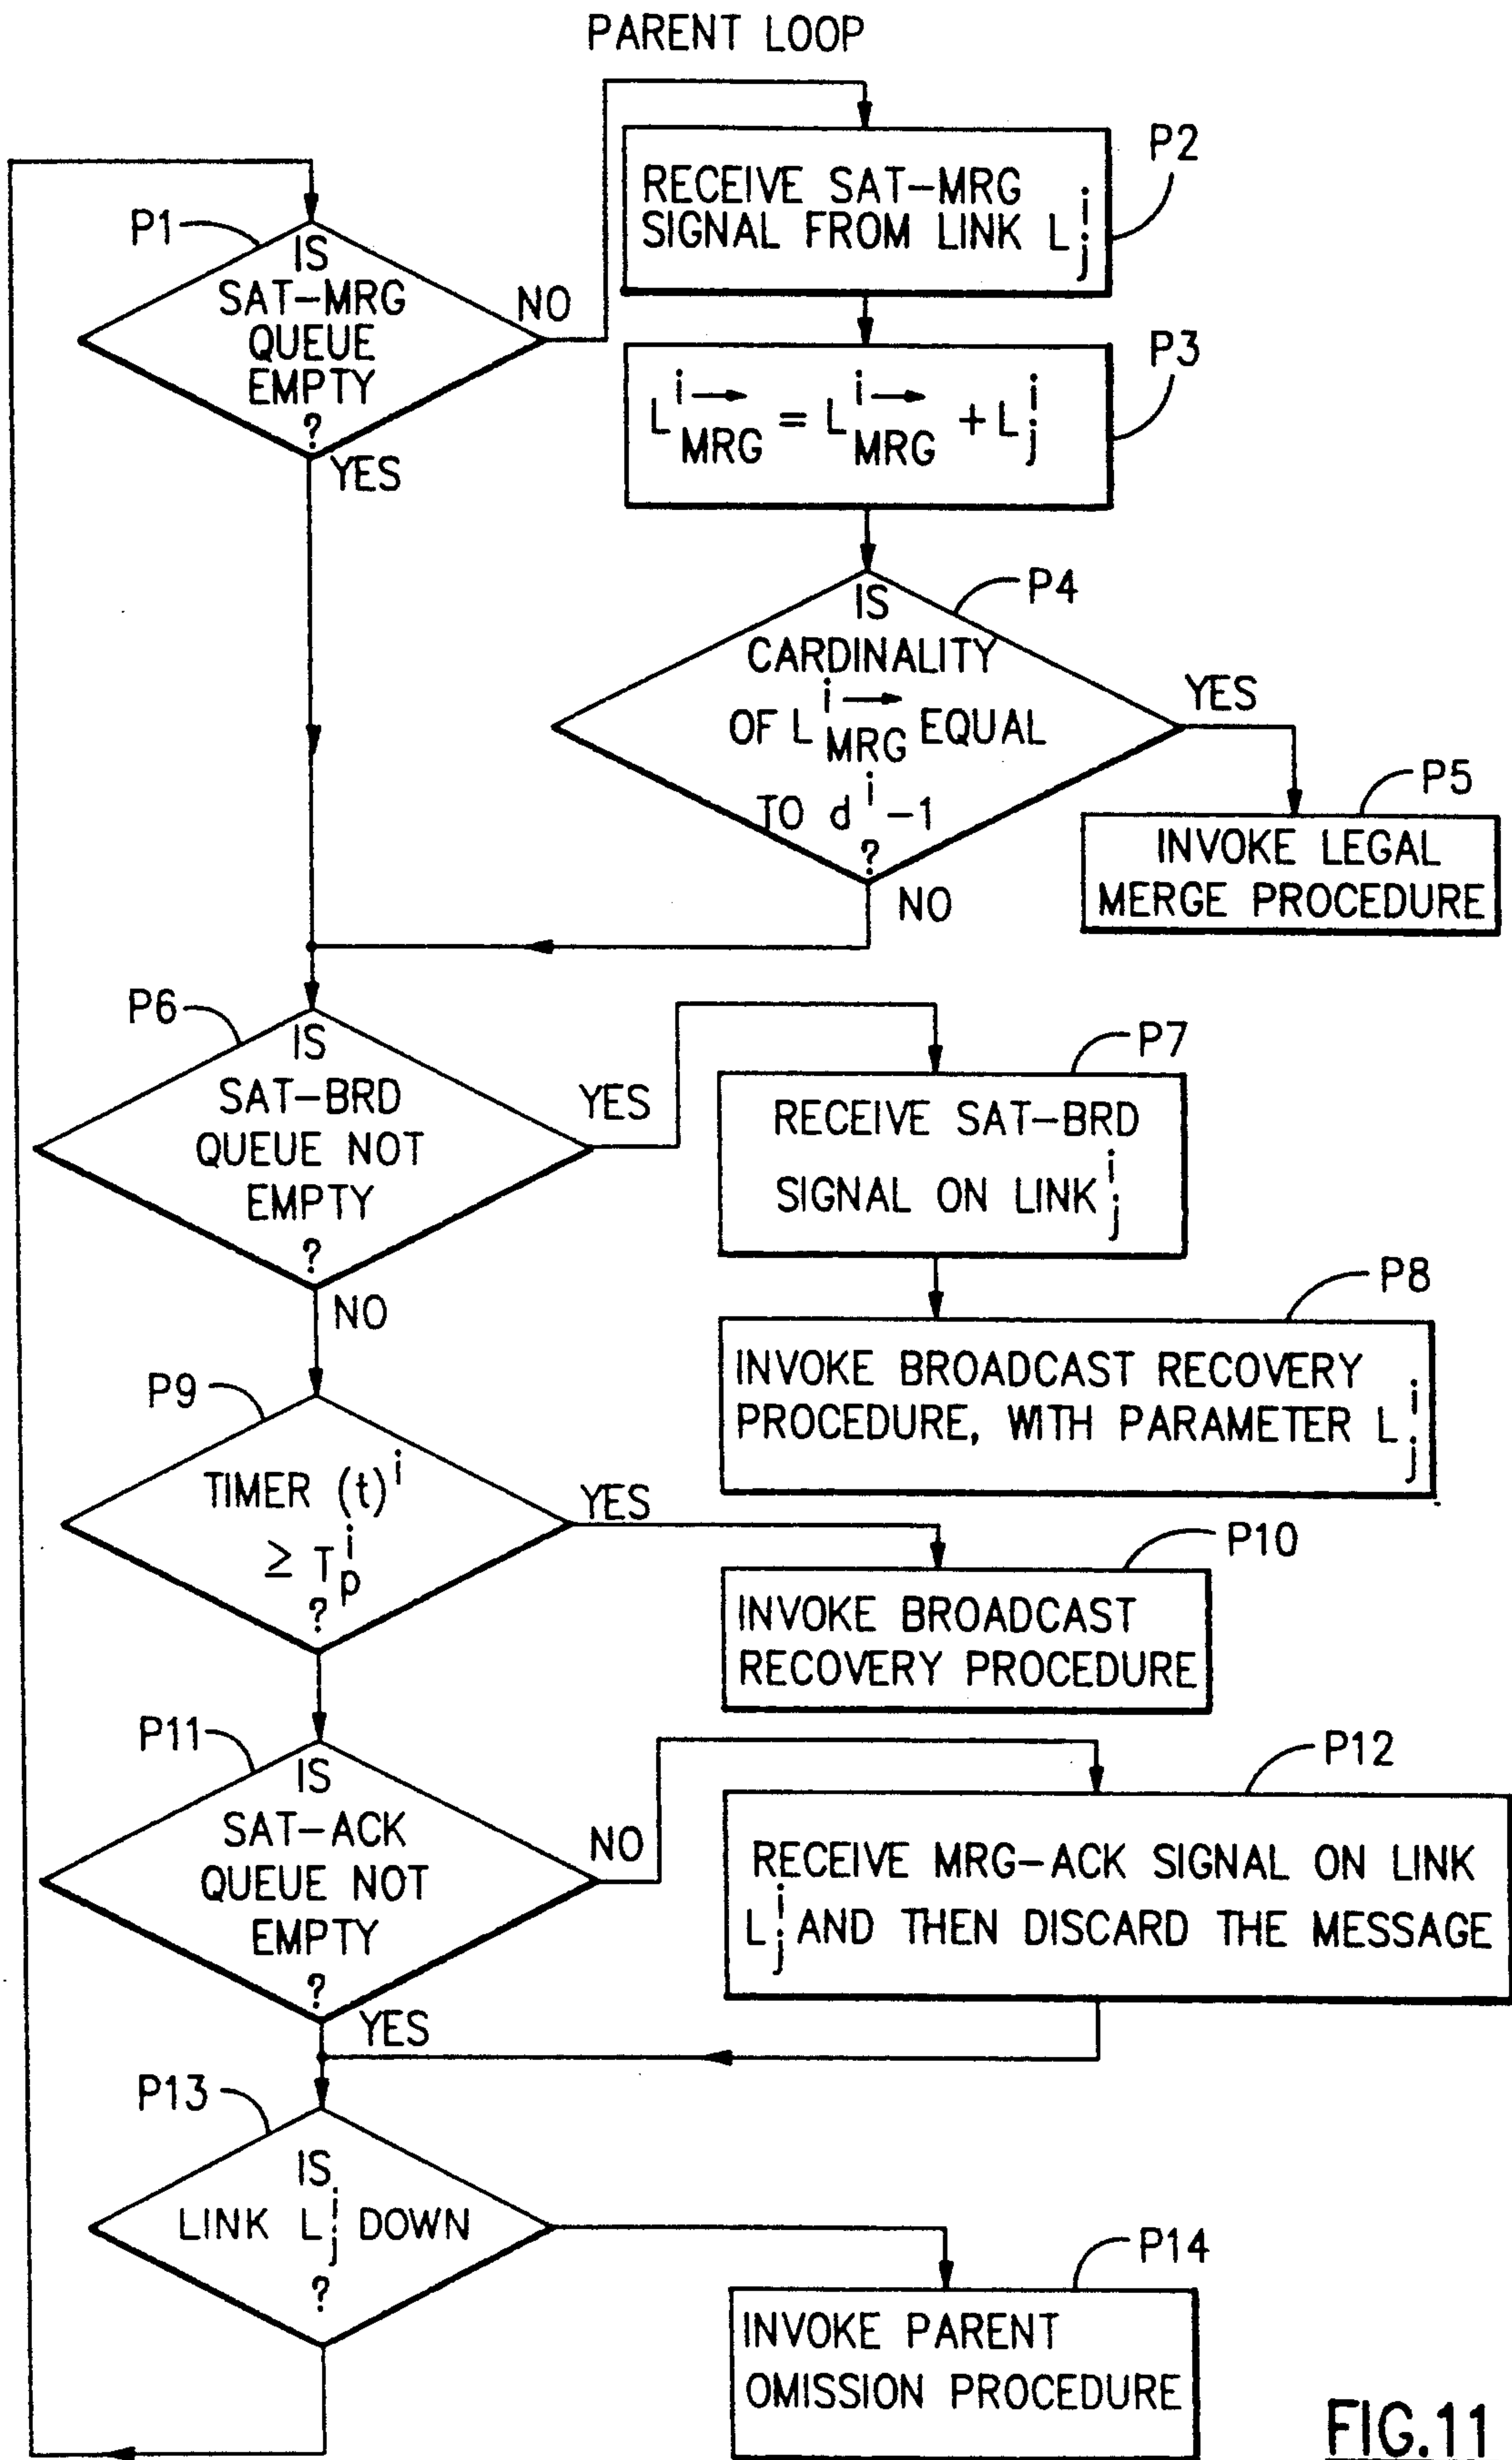 PARENT LOOP
P1
IS
SAT-MRG
QUEUE
EMPTY
?
NO
YES
P2
RECEIVE SAT-MRG
SIGNAL FROM LINK L^i_j
P3
L^{i→}_{MRG} = L^{i→}_{MRG} + L^i_j
P4
IS
CARDINALITY
OF L^{i→}_{MRG} EQUAL
TO d^i -1
?
YES
NO
P5
INVOKE LEGAL
MERGE PROCEDURE
P6
IS
SAT-BRD
QUEUE NOT
EMPTY
?
YES
NO
P7
RECEIVE SAT-BRD
SIGNAL ON LINK^i_j
P8
INVOKE BROADCAST RECOVERY
PROCEDURE, WITH PARAMETER L^i_j
P9
TIMER (t)^i
≥ T^i_p
?
YES
P10
INVOKE BROADCAST
RECOVERY PROCEDURE
P11
IS
SAT-ACK
QUEUE NOT
EMPTY
?
NO
YES
P12
RECEIVE MRG-ACK SIGNAL ON LINK
L^i_j AND THEN DISCARD THE MESSAGE
P13
IS
LINK L^i_j DOWN
?
P14
INVOKE PARENT
OMISSION PROCEDURE
FIG.11